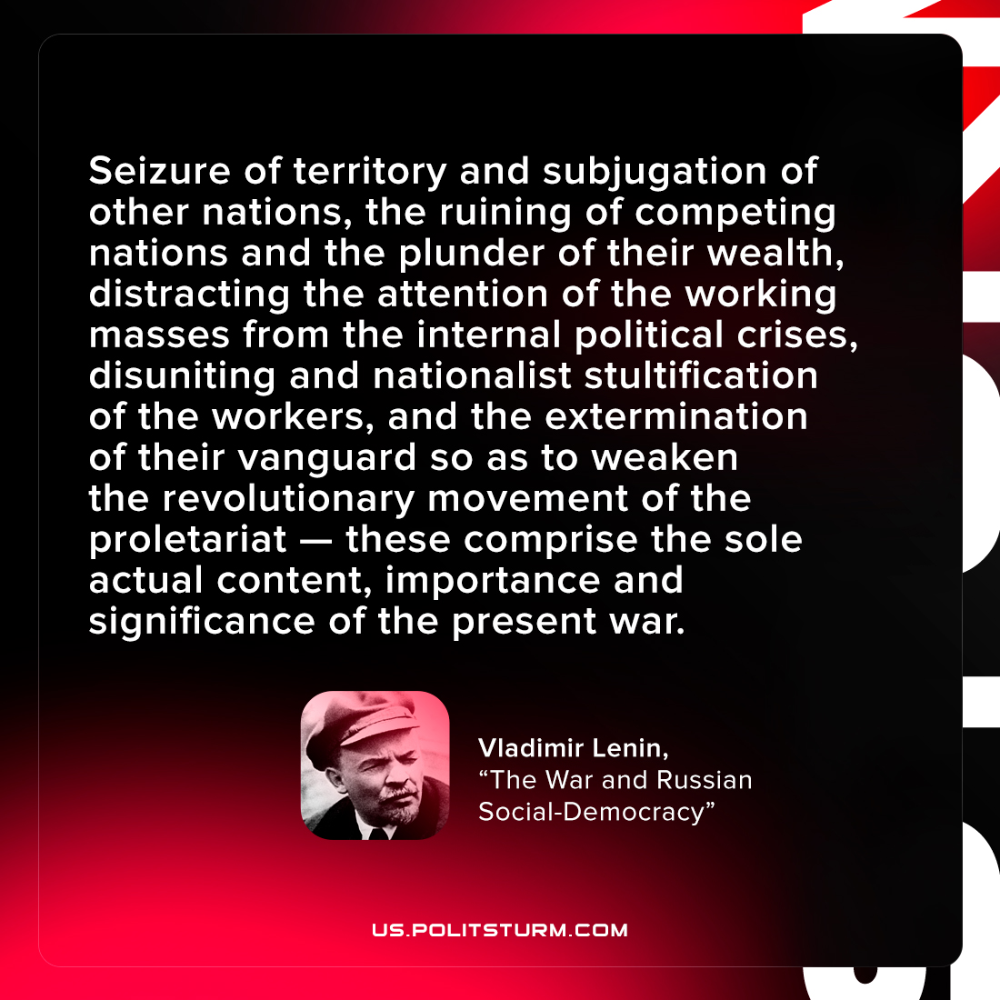 Seizure of territory and subjugation of
other nations, the ruining of competing
nations and the plunder of their wealth,
distracting the attention of the working
masses from the internal political crises,
disuniting and nationalist stultification
of the workers, and the extermination
of their vanguard so as to weaken
the revolutionary movement of the
proletariat — these comprise the sole
actual content, importance and
significance of the present war.
Vladimir Lenin,
“The War and Russian
Social-Democracy”
US.POLITSTURM.COM